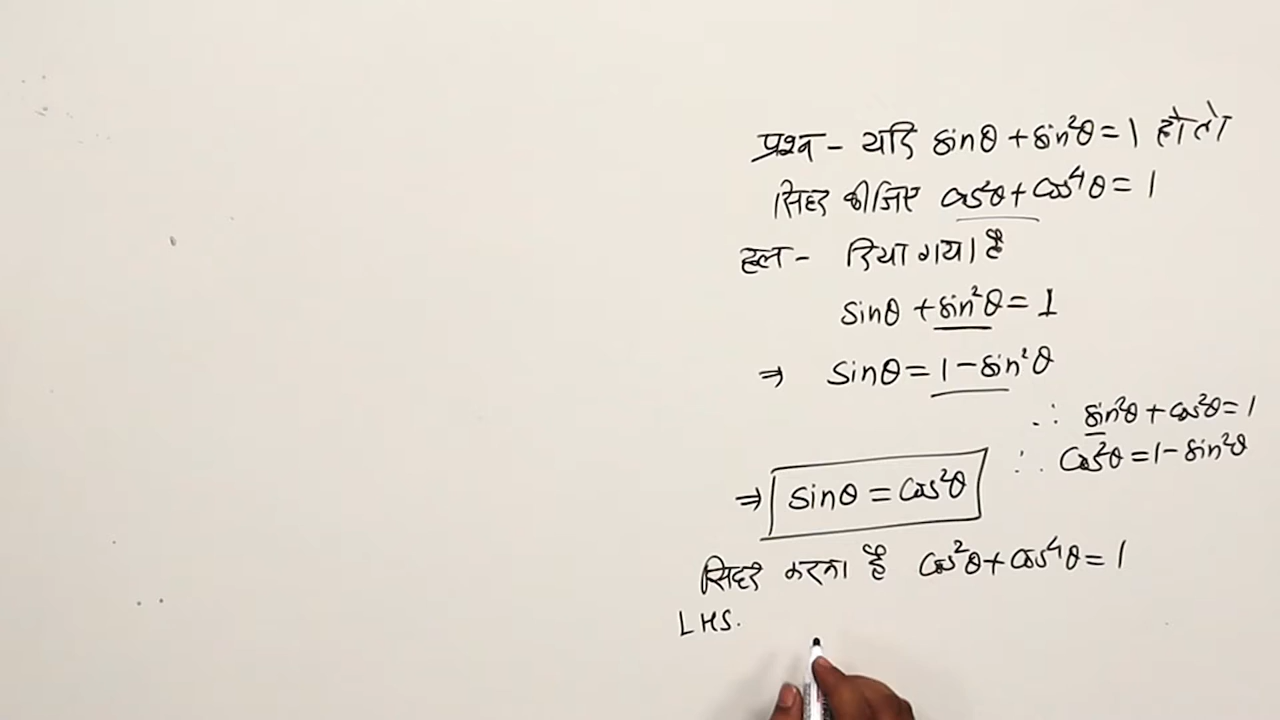 प्रश्न - यदि sinθ + sin²θ = 1 हो तो
सिद्ध कीजिए cos²θ + cos⁴θ = 1
हल - दिया गया है
sinθ + sin²θ = 1
⇒ sinθ = 1 - sin²θ
∵ sin²θ + cos²θ = 1
∴ cos²θ = 1 - sin²θ
⇒ sinθ = cos²θ
सिद्ध करना है cos²θ + cos⁴θ = 1
LHS.